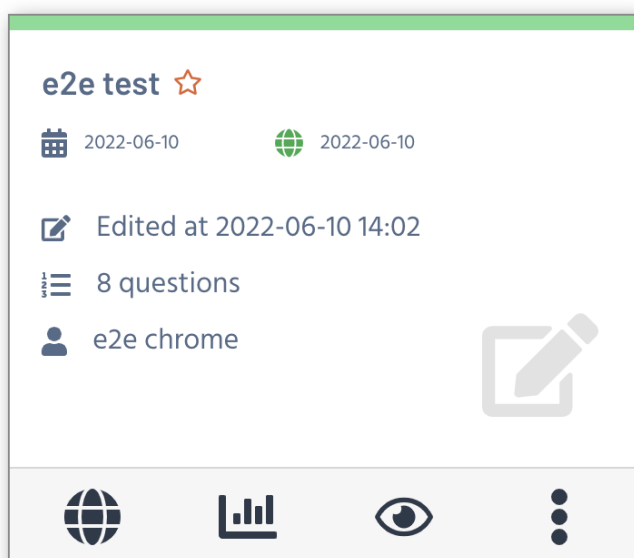 e2e test
2022-06-10 2022-06-10
Edited at 2022-06-10 14:02
8 questions
e2e chrome